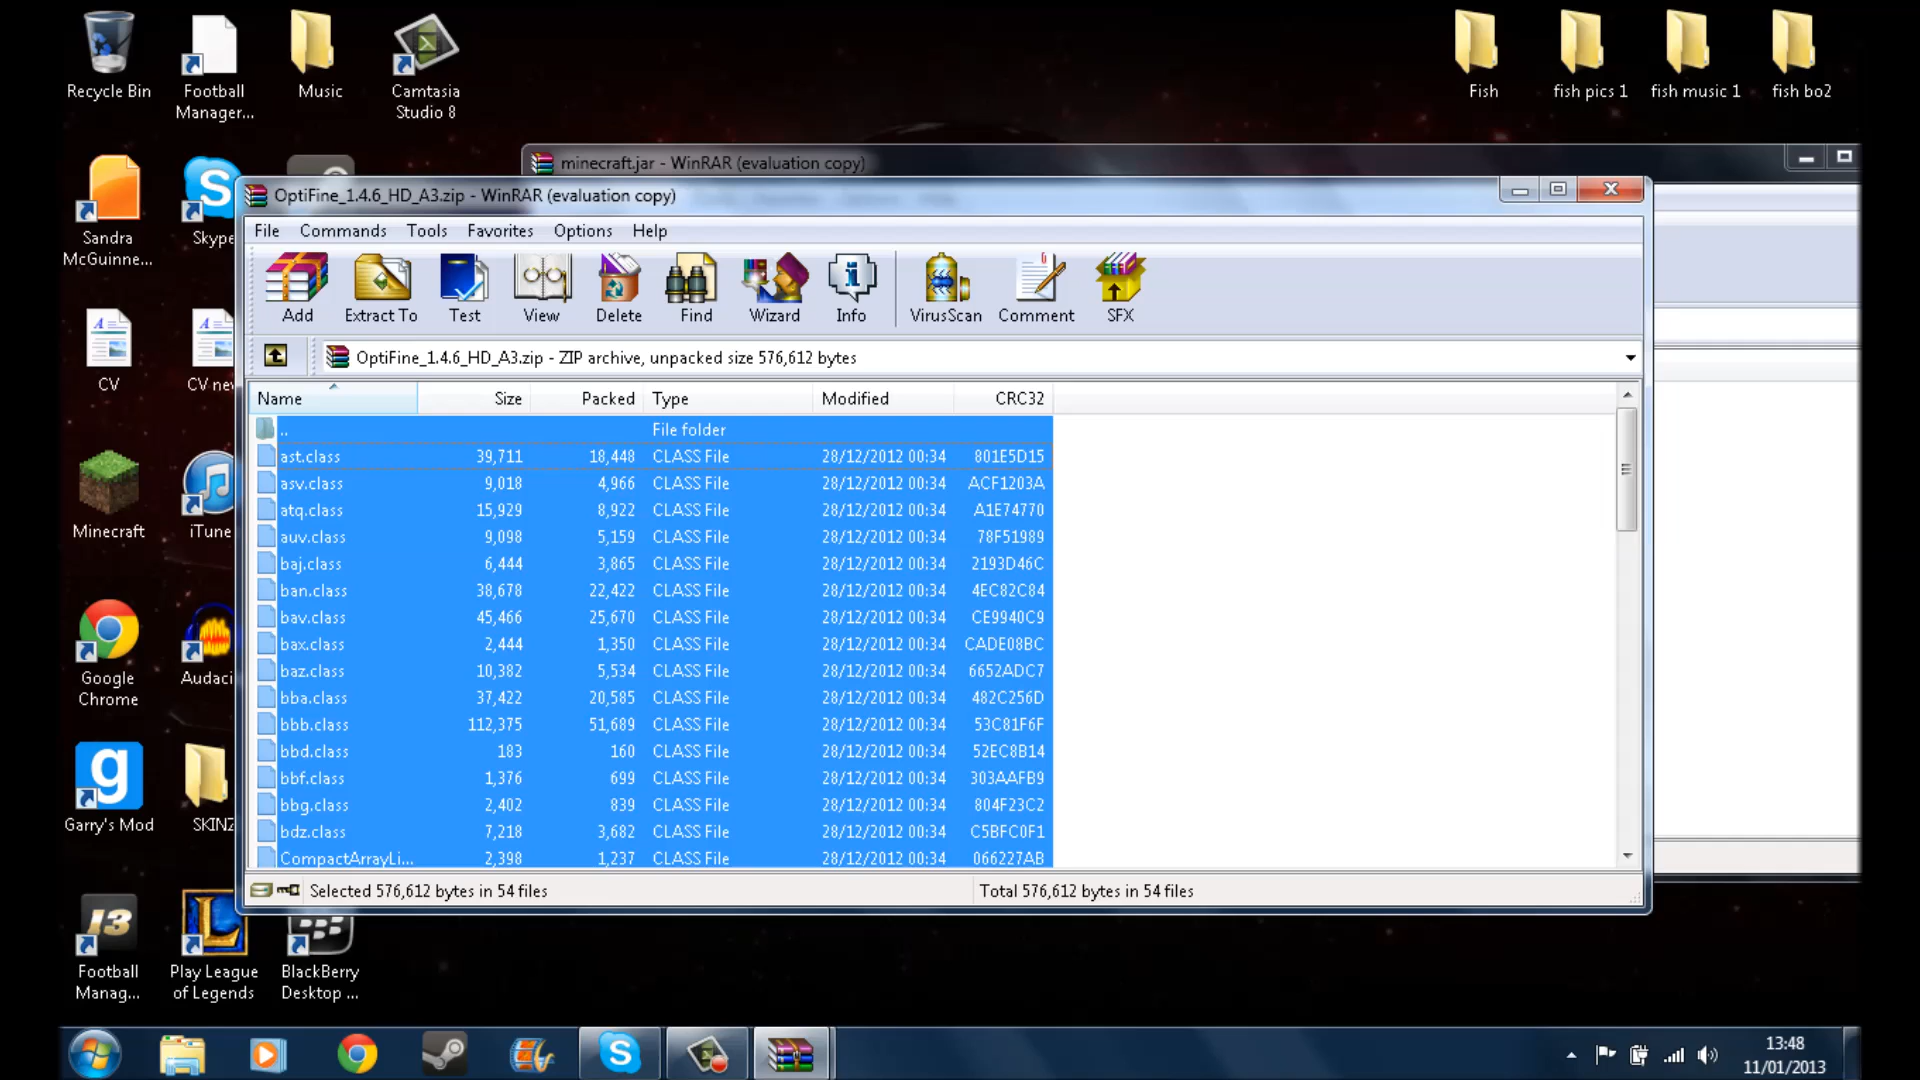 Recycle Bin
Football
Manager...
Music
Camtasia
Studio 8
Fish
fish pics 1
fish music 1
fish bo2
Sandra
McGuinne...
Skype
CV
CV nev
Minecraft
iTune
Google
Chrome
Audaci
Garry's Mod
SKINZ
Football
Manag...
Play League
of Legends
BlackBerry
Desktop ...
minecraft.jar - WinRAR (evaluation copy)
OptiFine_1.4.6_HD_A3.zip - WinRAR (evaluation copy)
File Commands Tools Favorites Options Help
Add Extract To Test View Delete Find Wizard Info VirusScan Comment SFX
OptiFine_1.4.6_HD_A3.zip - ZIP archive, unpacked size 576,612 bytes
Name Size Packed Type Modified CRC32
.. File folder
ast.class 39,711 18,448 CLASS File 28/12/2012 00:34 801E5D15
asv.class 9,018 4,966 CLASS File 28/12/2012 00:34 ACF1203A
atq.class 15,929 8,922 CLASS File 28/12/2012 00:34 A1E74770
auv.class 9,098 5,159 CLASS File 28/12/2012 00:34 78F51989
baj.class 6,444 3,865 CLASS File 28/12/2012 00:34 2193D46C
ban.class 38,678 22,422 CLASS File 28/12/2012 00:34 4EC82C84
bav.class 45,466 25,670 CLASS File 28/12/2012 00:34 CE9940C9
bax.class 2,444 1,350 CLASS File 28/12/2012 00:34 CADE08BC
baz.class 10,382 5,534 CLASS File 28/12/2012 00:34 6652ADC7
bba.class 37,422 20,585 CLASS File 28/12/2012 00:34 482C256D
bbb.class 112,375 51,689 CLASS File 28/12/2012 00:34 53C81F6F
bbd.class 183 160 CLASS File 28/12/2012 00:34 52EC8B14
bbf.class 1,376 699 CLASS File 28/12/2012 00:34 303AAFB9
bbg.class 2,402 839 CLASS File 28/12/2012 00:34 804F23C2
bdz.class 7,218 3,682 CLASS File 28/12/2012 00:34 C5BFC0F1
CompactArrayLi... 2,398 1,237 CLASS File 28/12/2012 00:34 066227AB
Selected 576,612 bytes in 54 files
Total 576,612 bytes in 54 files
13:48
11/01/2013